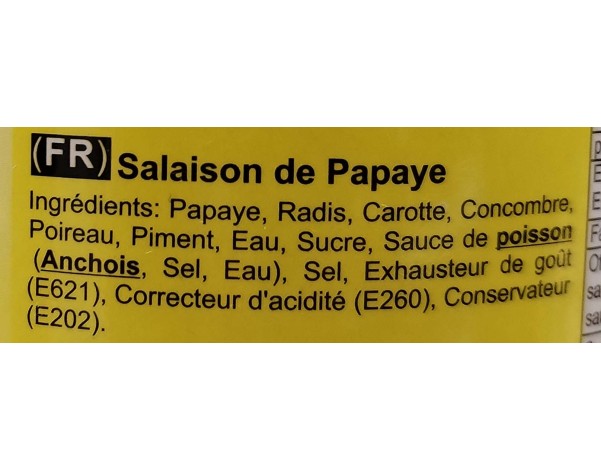 (FR) Salaison de Papaye
Ingrédients: Papaye, Radis, Carotte, Concombre,
Poireau, Piment, Eau, Sucre, Sauce de poisson
(Anchois, Sel, Eau), Sel, Exhausteur de goût
(E621), Correcteur d'acidité (E260), Conservateur
(E202).